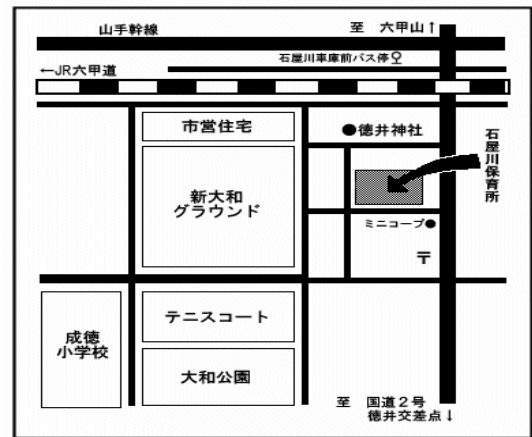 山手幹線
至 六甲山↑
石屋川車庫前バス停
←JR六甲道
市営住宅
●徳井神社
石屋川保育所
新大和
グラウンド
ミニコープ●
〒
テニスコート
成徳
小学校
大和公園
至 国道2号
徳井交差点↓